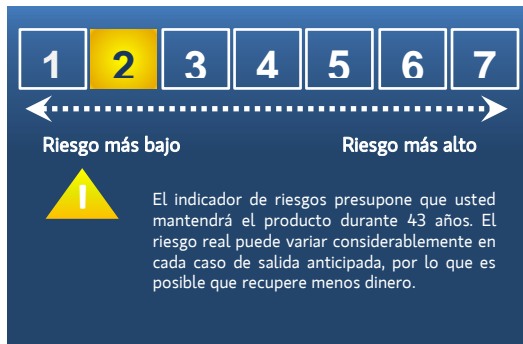 1 2 3 4 5 6 7
Riesgo más bajo Riesgo más alto
!
El indicador de riesgos presupone que usted
mantendrá el producto durante 43 años. El
riesgo real puede variar considerablemente en
cada caso de salida anticipada, por lo que es
posible que recupere menos dinero.